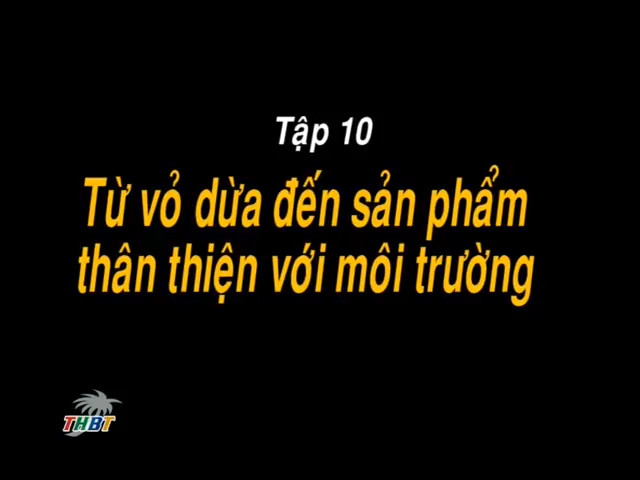 Tập 10
Từ vỏ dừa đến sản phẩm
thân thiện với môi trường
THBT